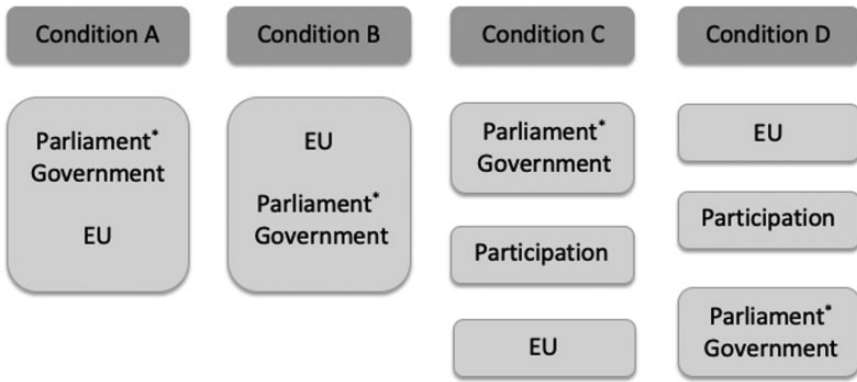 Condition A
Parliament*
Government
EU
Condition B
EU
Parliament*
Government
Condition C
Parliament*
Government
Participation
EU
Condition D
EU
Participation
Parliament*
Government